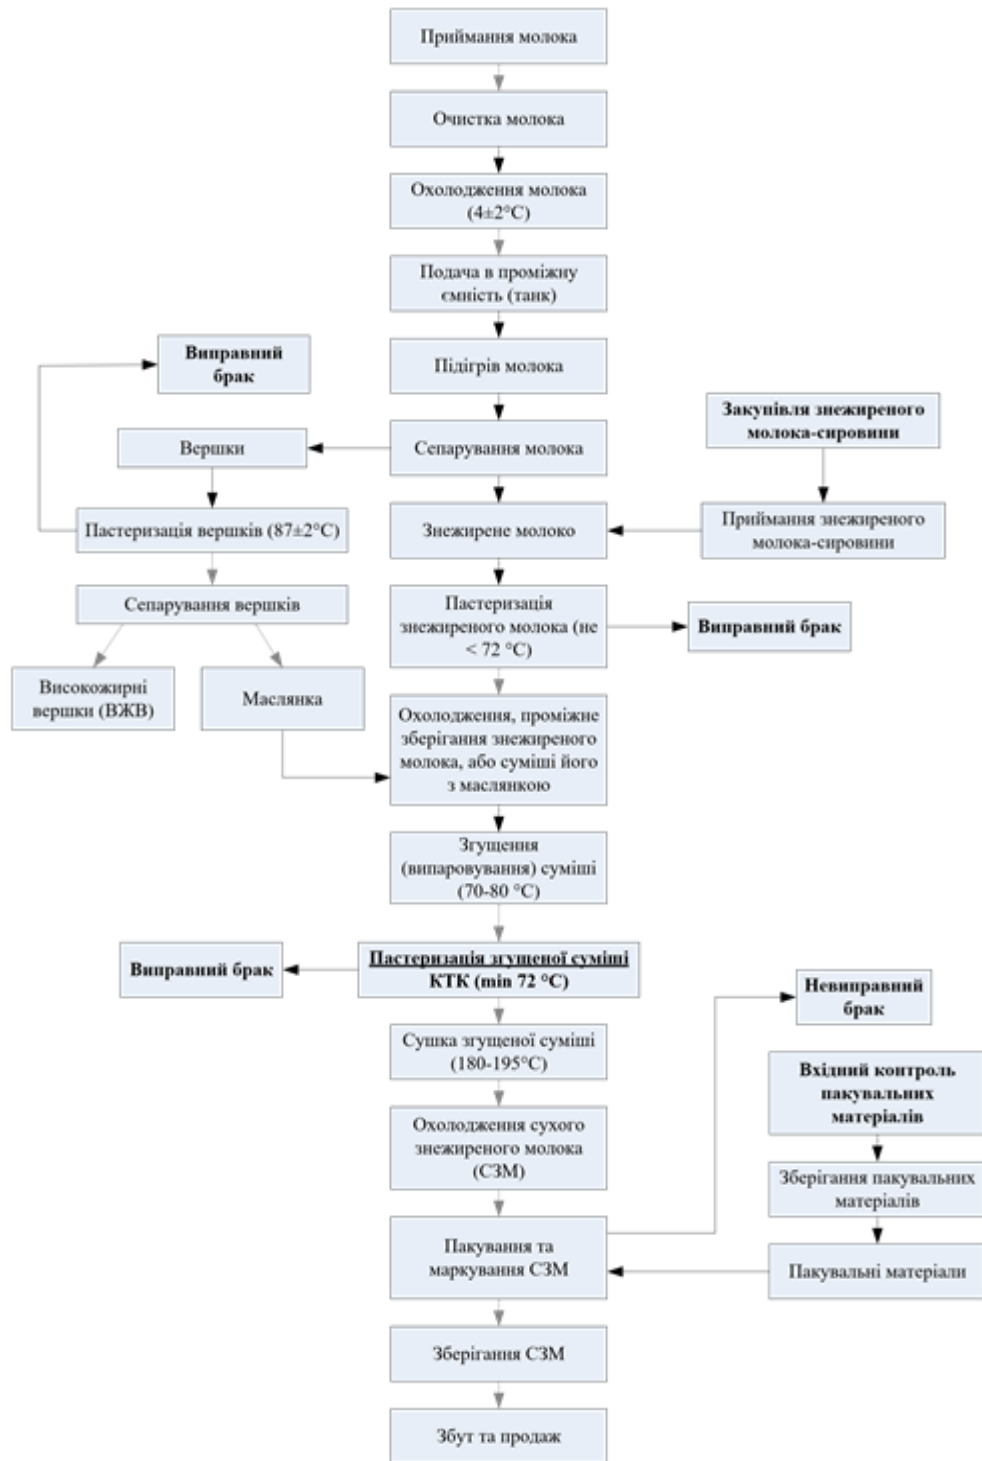 Приймання молока
Очистка молока
Охолодження молока
(4±2°С)
Подача в проміжну
ємність (танк)
Виправний
брак
Підігрів молока
Закупівля знежиреного
молока-сировини
Вершки
Сепарування молока
Пастеризація вершків (87±2°С)
Знежирене молоко
Приймання знежиреного
молока-сировини
Сепарування вершків
Пастеризація
знежиреного молока (не
< 72 °С)
Виправний брак
Високожирні
вершки (ВЖВ)
Маслянка
Охолодження, проміжне
зберігання знежиреного
молока, або суміші його
з маслянкою
Згущення
(випаровування) суміші
(70-80 °С)
Виправний брак
Пастеризація згущеної суміші
КТК (min 72 °С)
Невиправний
брак
Сушка згущеної суміші
(180-195°С)
Вхідний контроль
пакувальних
матеріалів
Охолодження сухого
знежиреного молока
(СЗМ)
Зберігання пакувальних
матеріалів
Пакування та
маркування СЗМ
Пакувальні матеріали
Зберігання СЗМ
Збут та продаж